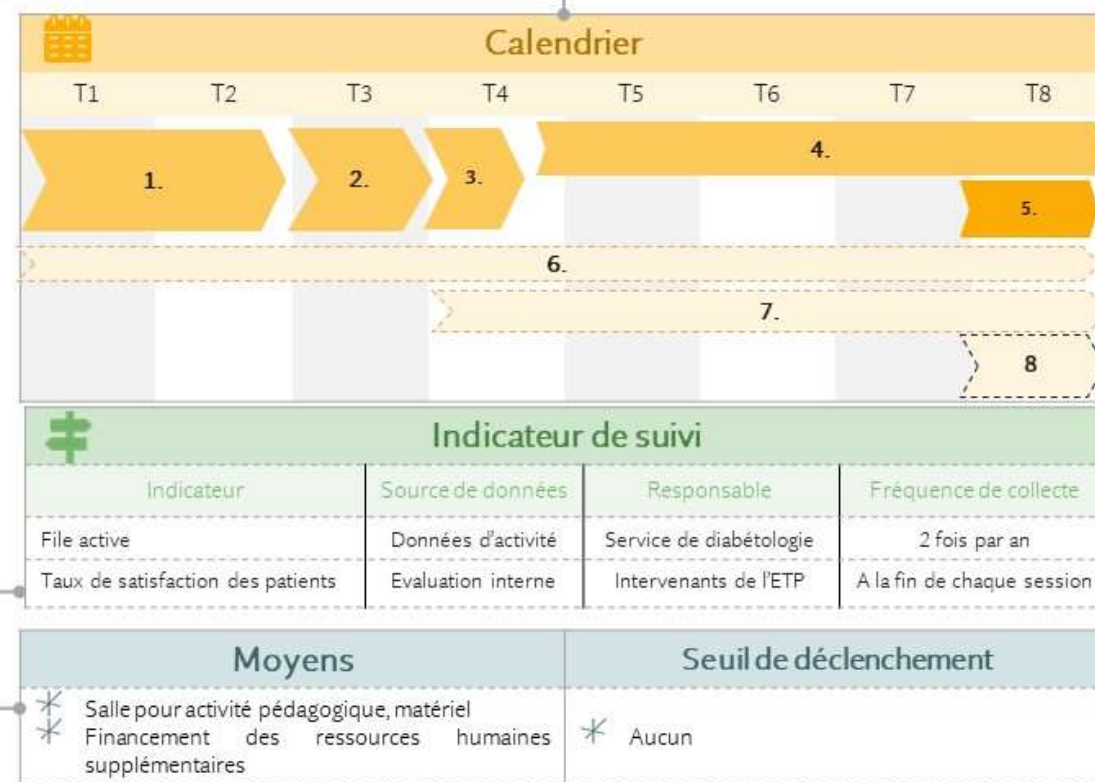 Calendrier
T1 T2 T3 T4 T5 T6 T7 T8
1. 2. 3. 4.
5.
6.
7.
8
Indicateur de suivi
Indicateur Source de données Responsable Fréquence de collecte
File active Données d'activité Service de diabétologie 2 fois par an
Taux de satisfaction des patients Evaluation interne Intervenants de l'ETP A la fin de chaque session
Moyens Seuil de déclenchement
Salle pour activité pédagogique, matériel
Financement des ressources humaines
supplémentaires
Aucun